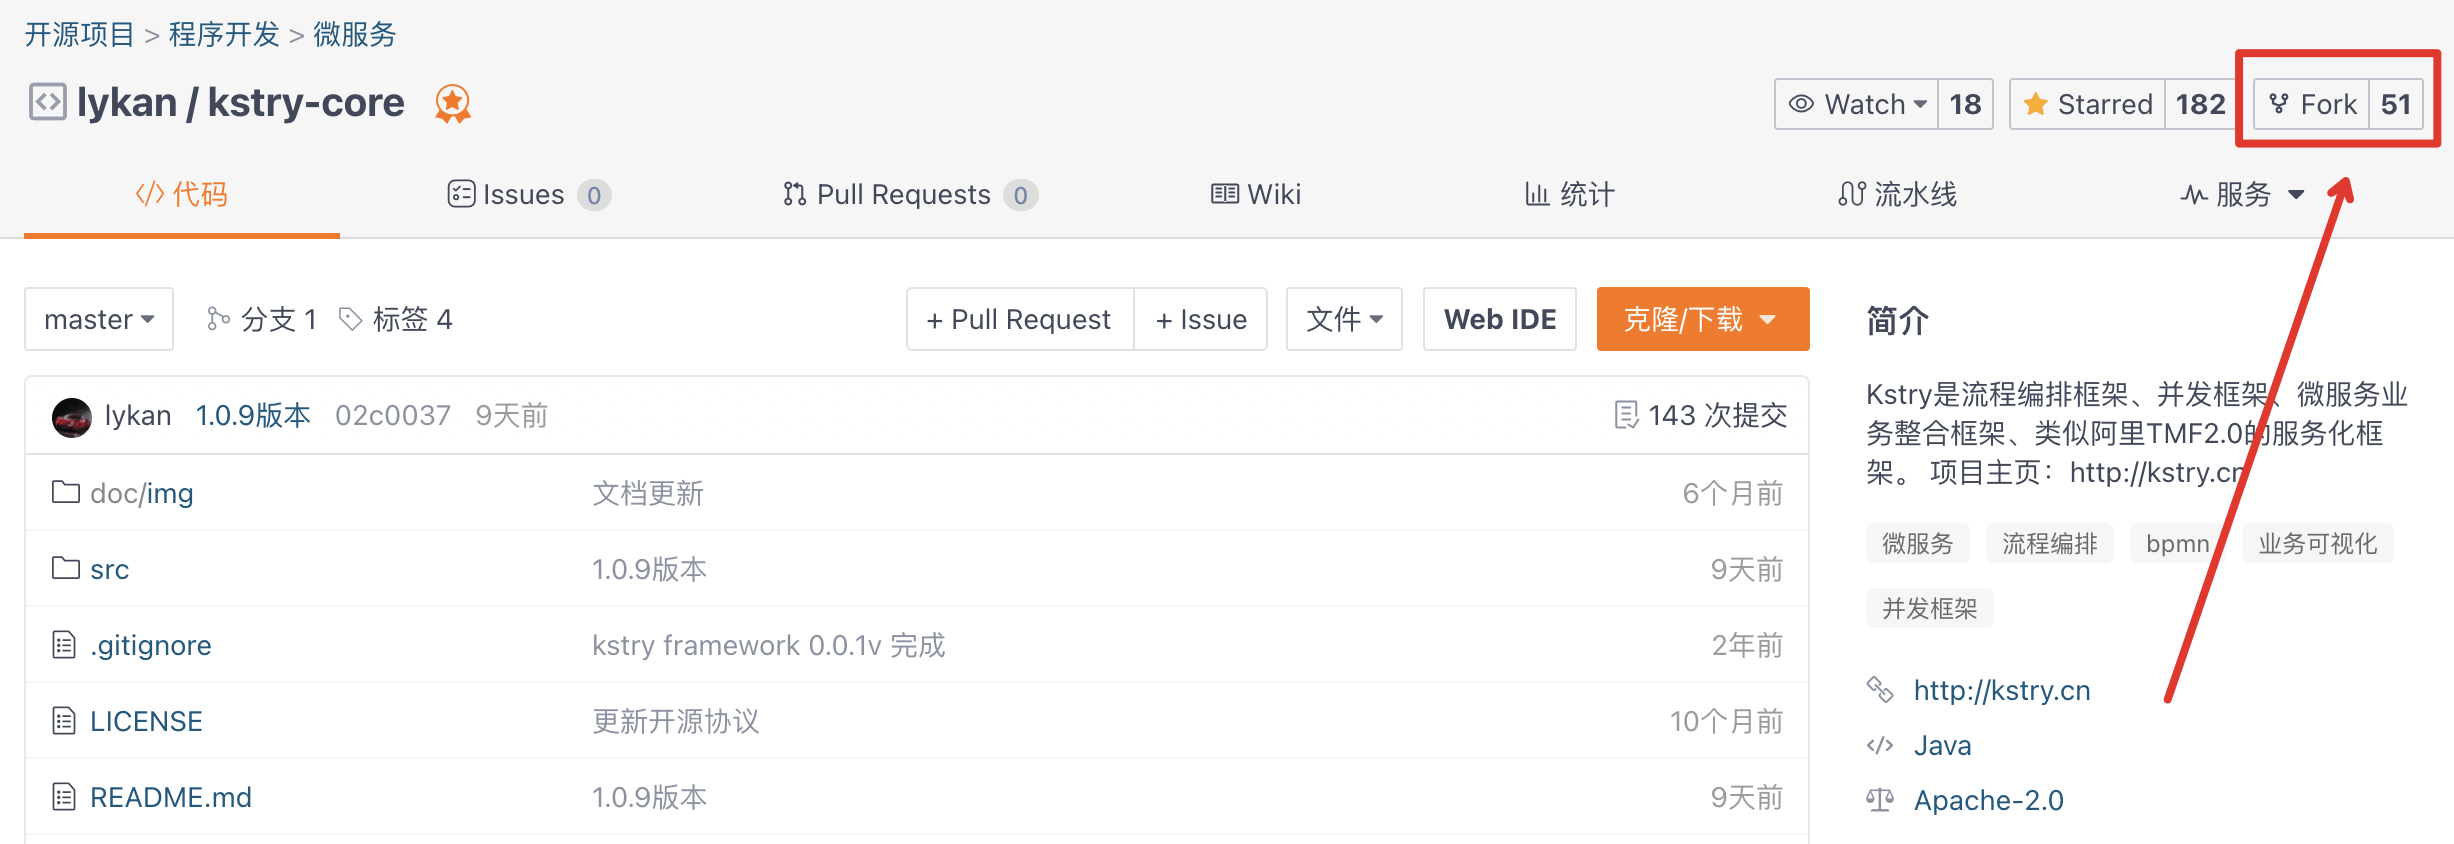 开源项目 > 程序开发 > 微服务
lykan / kstry-core
Watch 18 Starred 182 Fork 51
代码 Issues 0 Pull Requests 0 Wiki 统计 流水线 服务
master 分支 1 标签 4 + Pull Request + Issue 文件 Web IDE 克隆/下载
lykan 1.0.9版本 02c0037 9天前 143 次提交
doc/img 文档更新 6个月前
src 1.0.9版本 9天前
.gitignore kstry framework 0.0.1v 完成 2年前
LICENSE 更新开源协议 10个月前
README.md 1.0.9版本 9天前
简介
Kstry是流程编排框架、并发框架、微服务业
务整合框架、类似阿里TMF2.0的服务化框
架。 项目主页：http://kstry.cn
微服务 流程编排 bpmn 业务可视化
并发框架
http://kstry.cn
Java
Apache-2.0